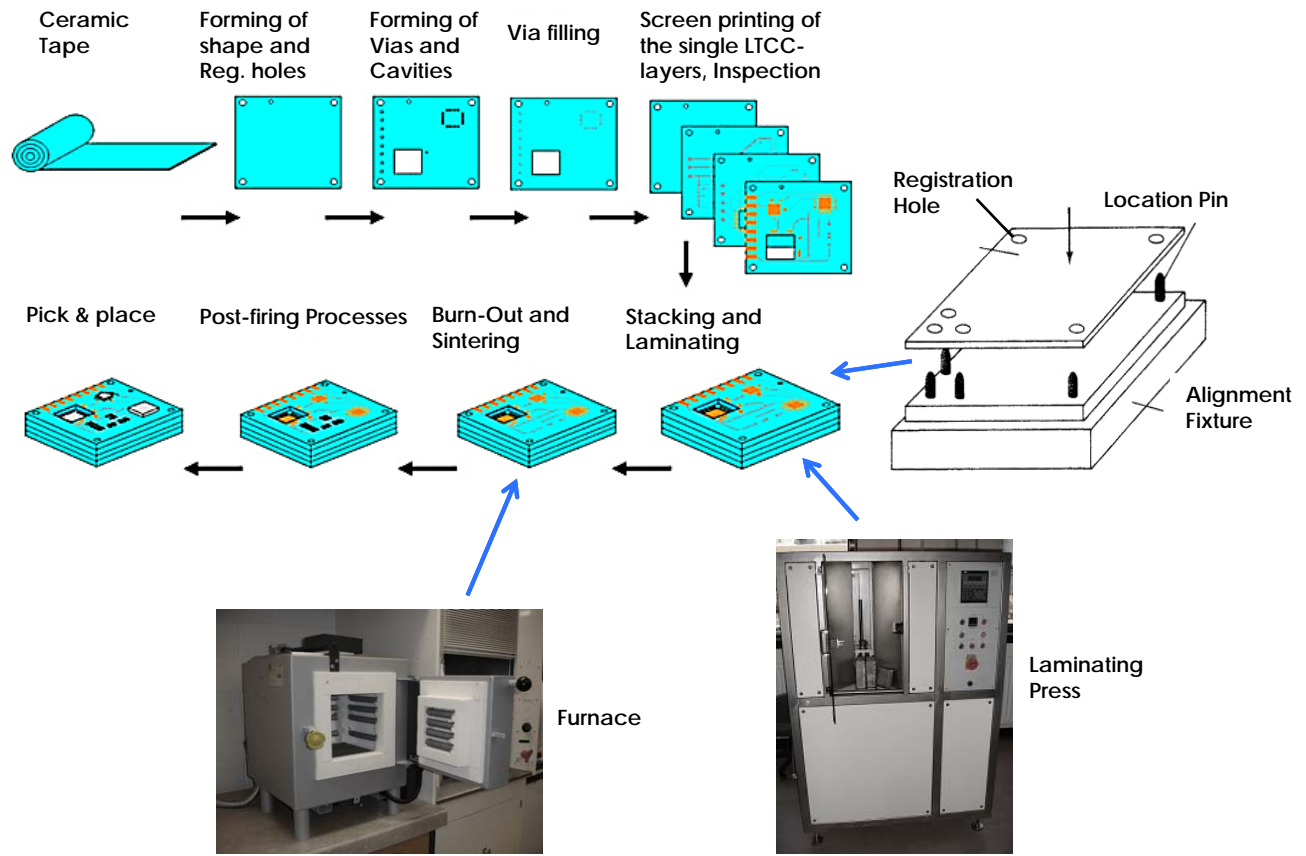 Ceramic
Tape
Forming of
shape and
Reg. holes
Forming of
Vias and
Cavities
Via filling
Screen printing of
the single LTCC-
layers, Inspection
Registration
Hole
Location Pin
Pick & place
Post-firing Processes
Burn-Out and
Sintering
Stacking and
Laminating
Alignment
Fixture
Furnace
Laminating
Press